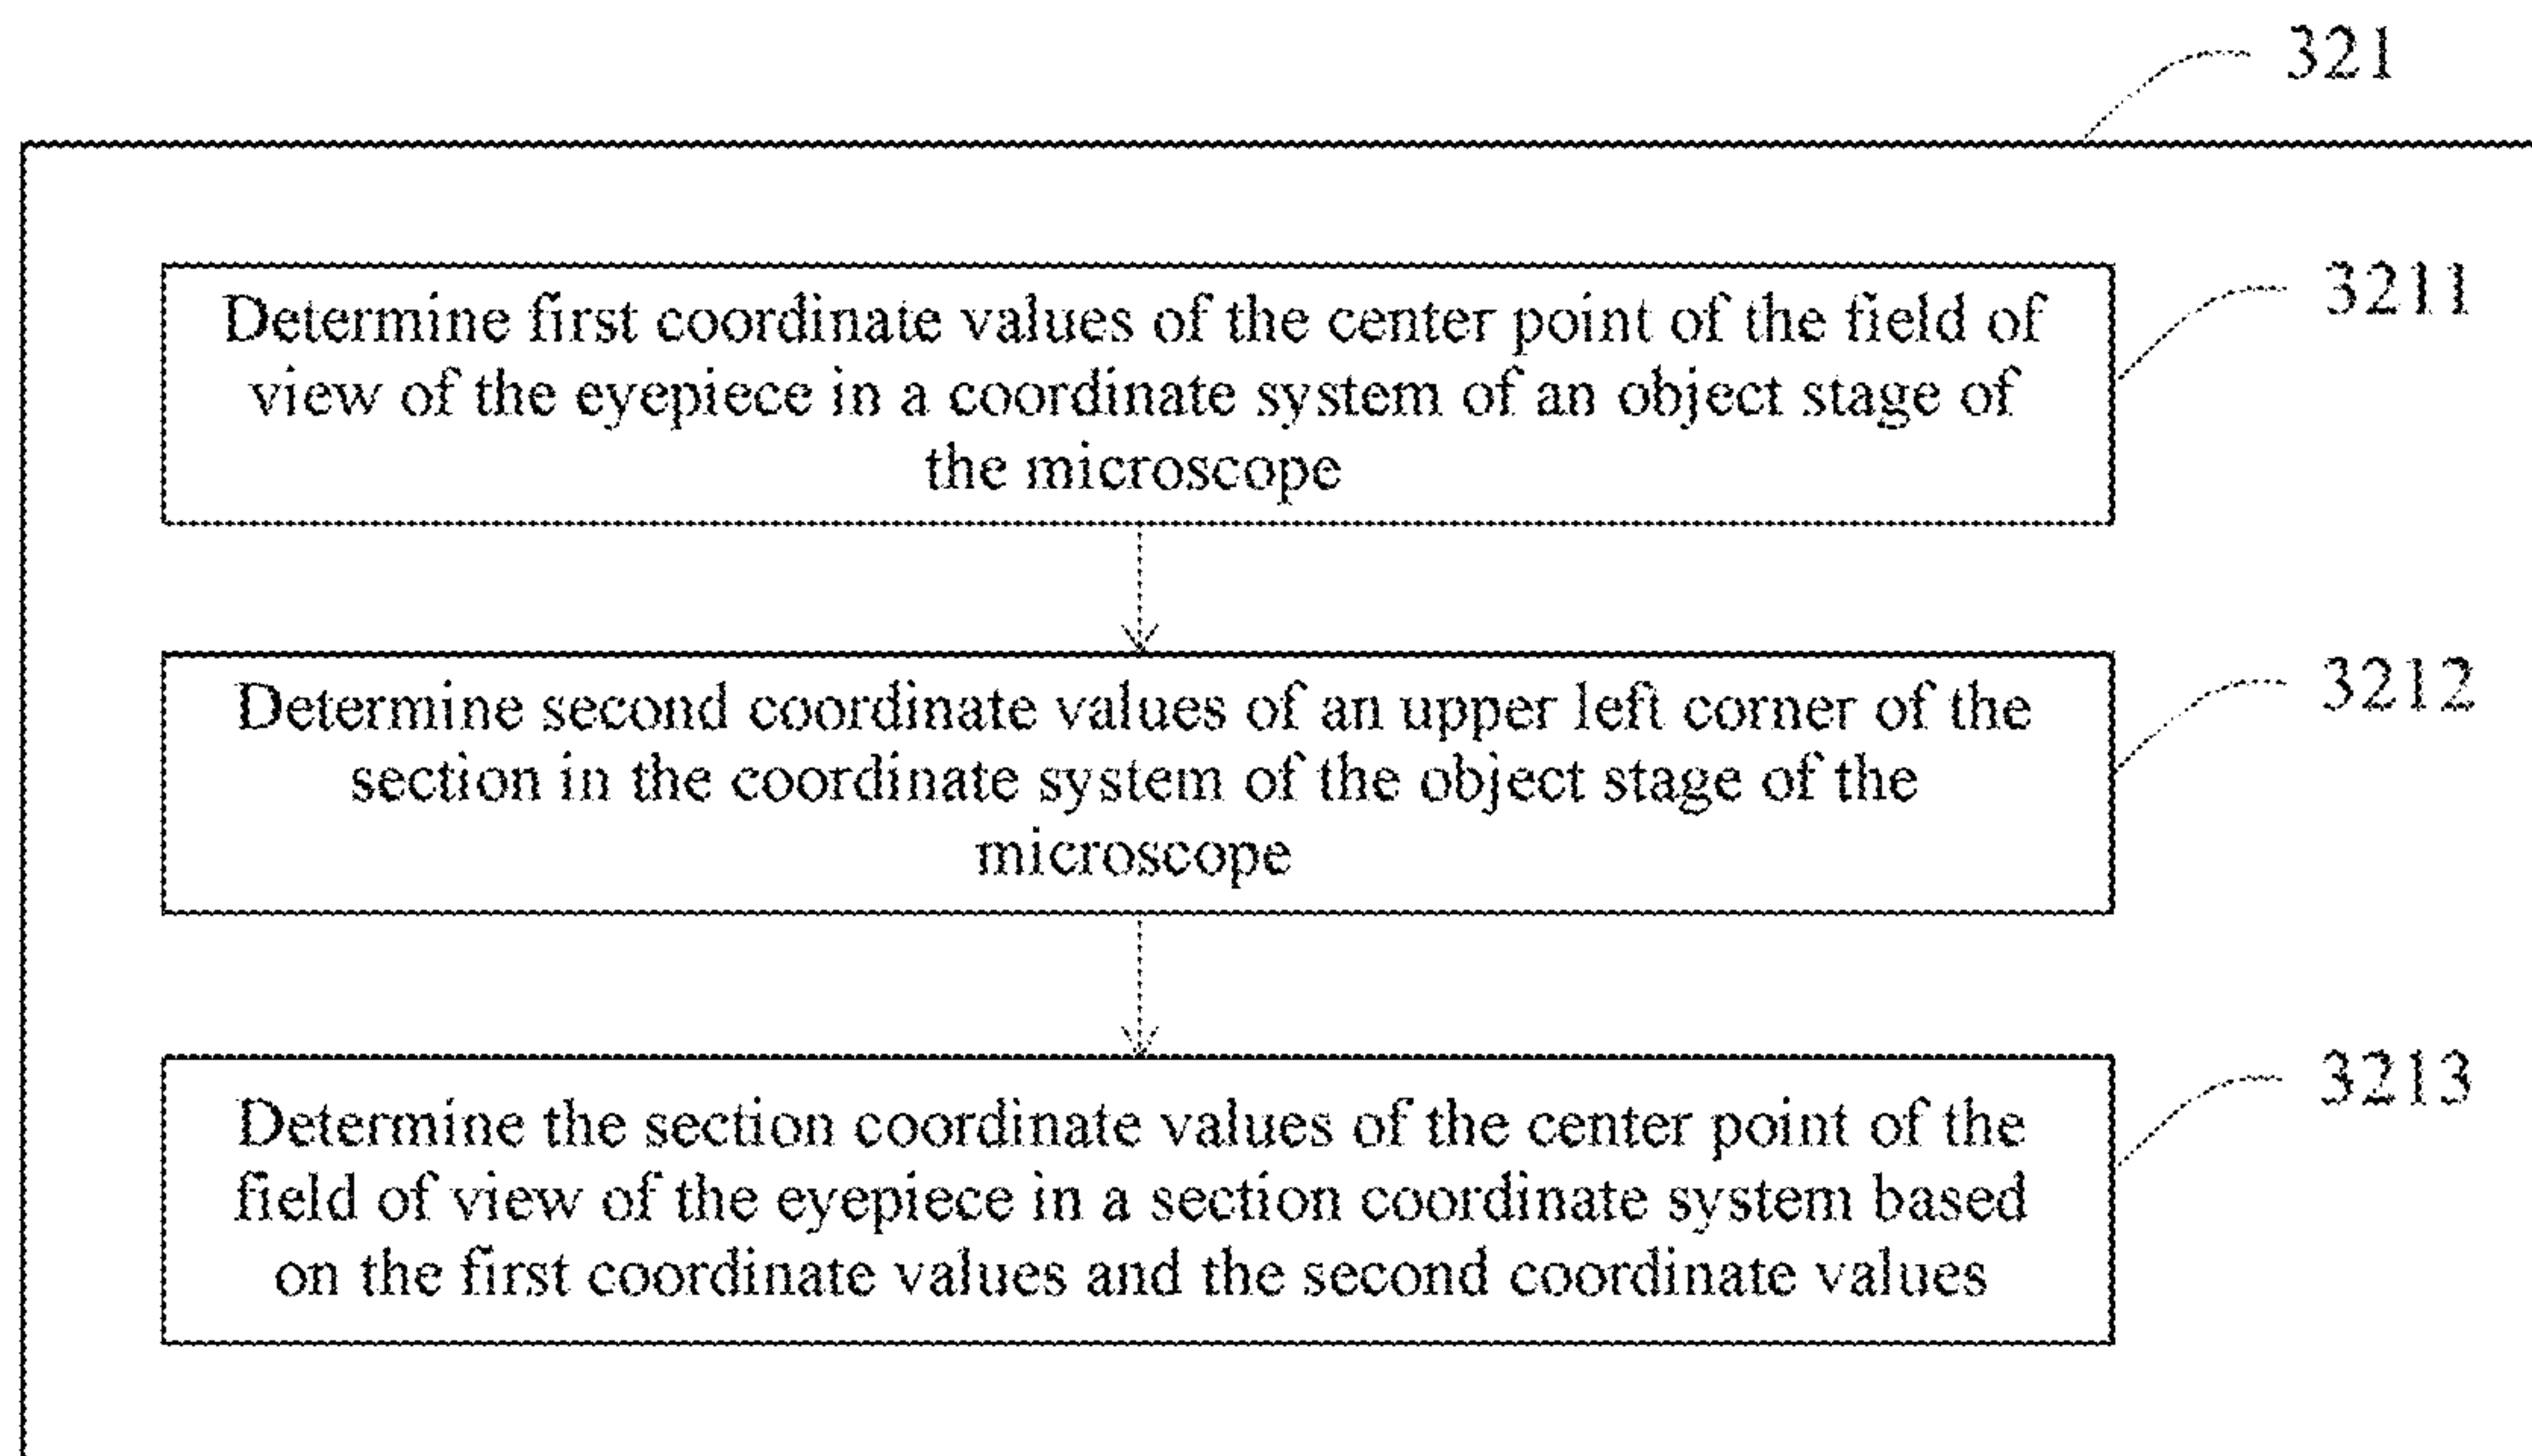 321
3211
Determine first coordinate values of the center point of the field of
view of the eyepiece in a coordinate system of an object stage of
the microscope
3212
Determine second coordinate values of an upper left corner of the
section in the coordinate system of the object stage of the
microscope
3213
Determine the section coordinate values of the center point of the
field of view of the eyepiece in a section coordinate system based
on the first coordinate values and the second coordinate values